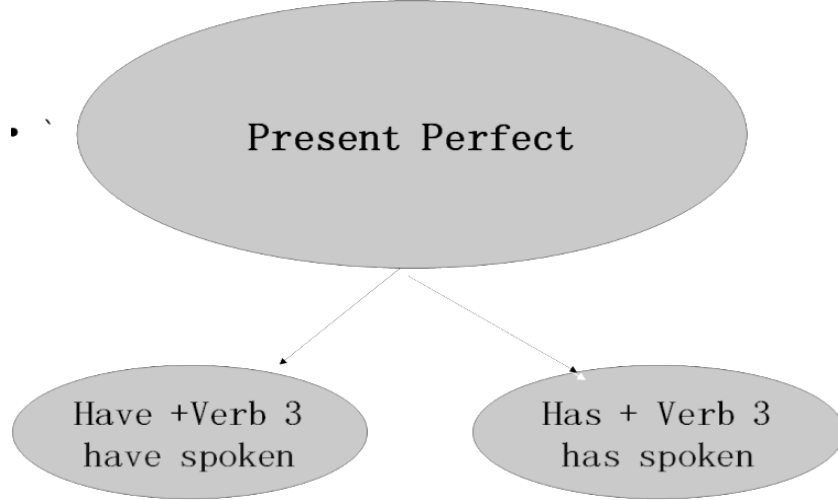 • `
Present Perfect
Have +Verb 3
have spoken
Has + Verb 3
has spoken